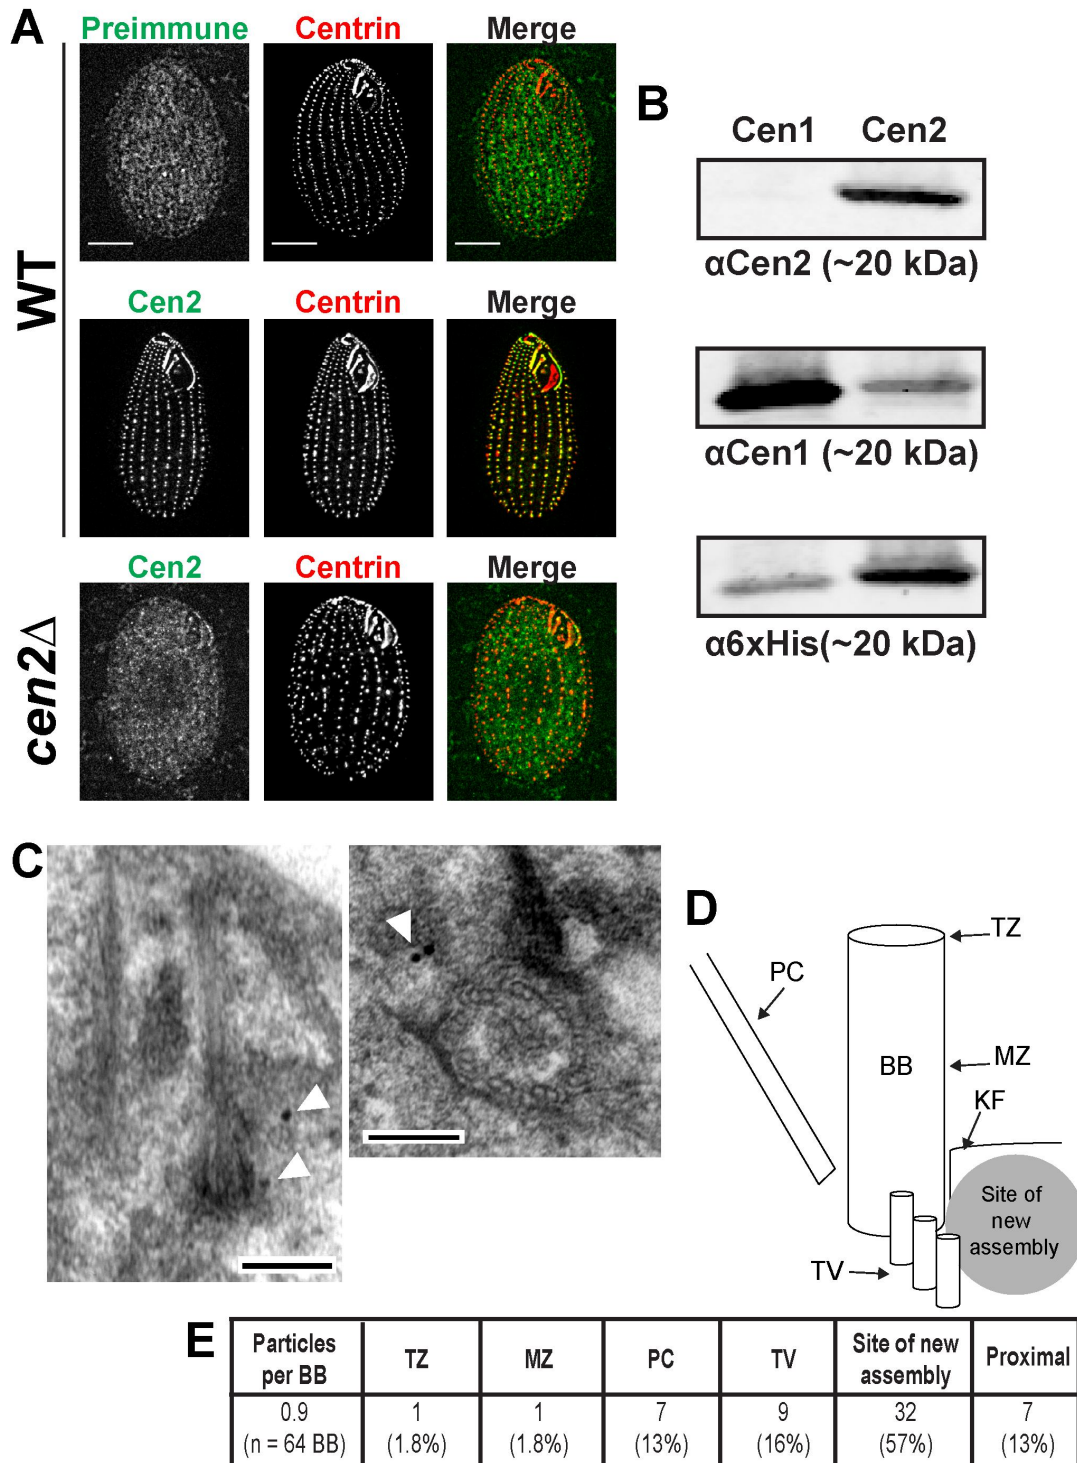 A
Preimmune Centrin Merge
WT
Cen2 Centrin Merge
cen2Δ
Cen2 Centrin Merge
B
Cen1 Cen2
αCen2 (~20 kDa)
αCen1 (~20 kDa)
α6xHis(~20 kDa)
C
D
TZ
PC
BB
MZ
KF
Site of
new
assembly
TV
E
Particles per BB | TZ | MZ | PC | TV | Site of new assembly | Proximal
0.9 (n = 64 BB) | 1 (1.8%) | 1 (1.8%) | 7 (13%) | 9 (16%) | 32 (57%) | 7 (13%)